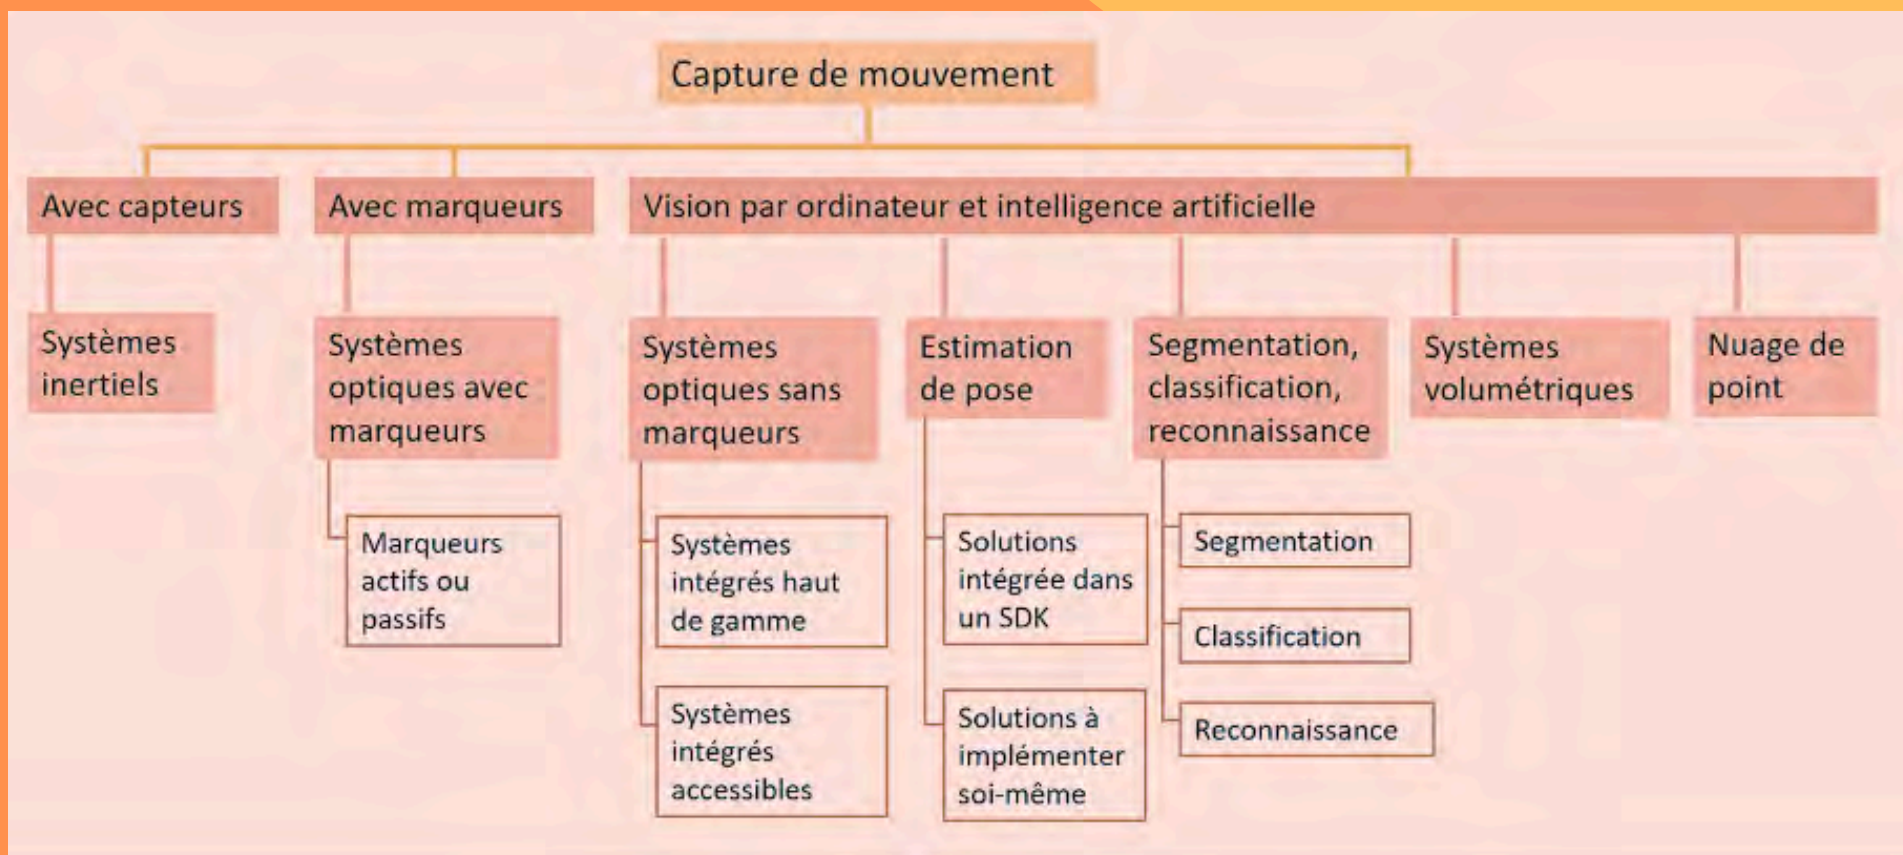 Capture de mouvement
Avec capteurs
Avec marqueurs
Vision par ordinateur et intelligence artificielle
Systèmes
inertiels
Systèmes
optiques avec
marqueurs
Systèmes
optiques sans
marqueurs
Estimation
de pose
Segmentation,
classification,
reconnaissance
Systèmes
volumétriques
Nuage de
point
Marqueurs
actifs ou
passifs
Systèmes
intégrés haut
de gamme
Systèmes
intégrés
accessibles
Solutions
intégrée dans
un SDK
Solutions à
implémenter
soi-même
Segmentation
Classification
Reconnaissance